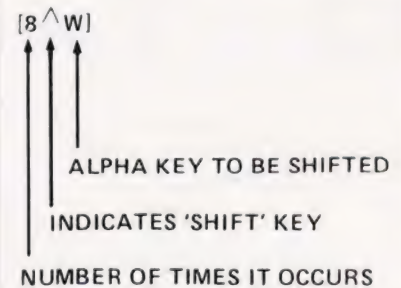 [8^W]
ALPHA KEY TO BE SHIFTED
INDICATES 'SHIFT' KEY
NUMBER OF TIMES IT OCCURS